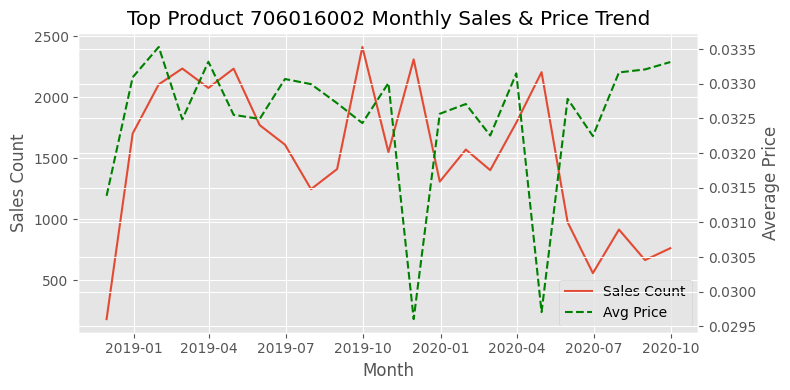 Top Product 706016002 Monthly Sales & Price Trend
Sales Count
2500
2000
1500
1000
500
0.0335
0.0330
0.0325
0.0320
0.0315
0.0310
0.0305
0.0300
0.0295
Average Price
Sales Count
Avg Price
2019-01 2019-04 2019-07 2019-10 2020-01 2020-04 2020-07 2020-10
Month